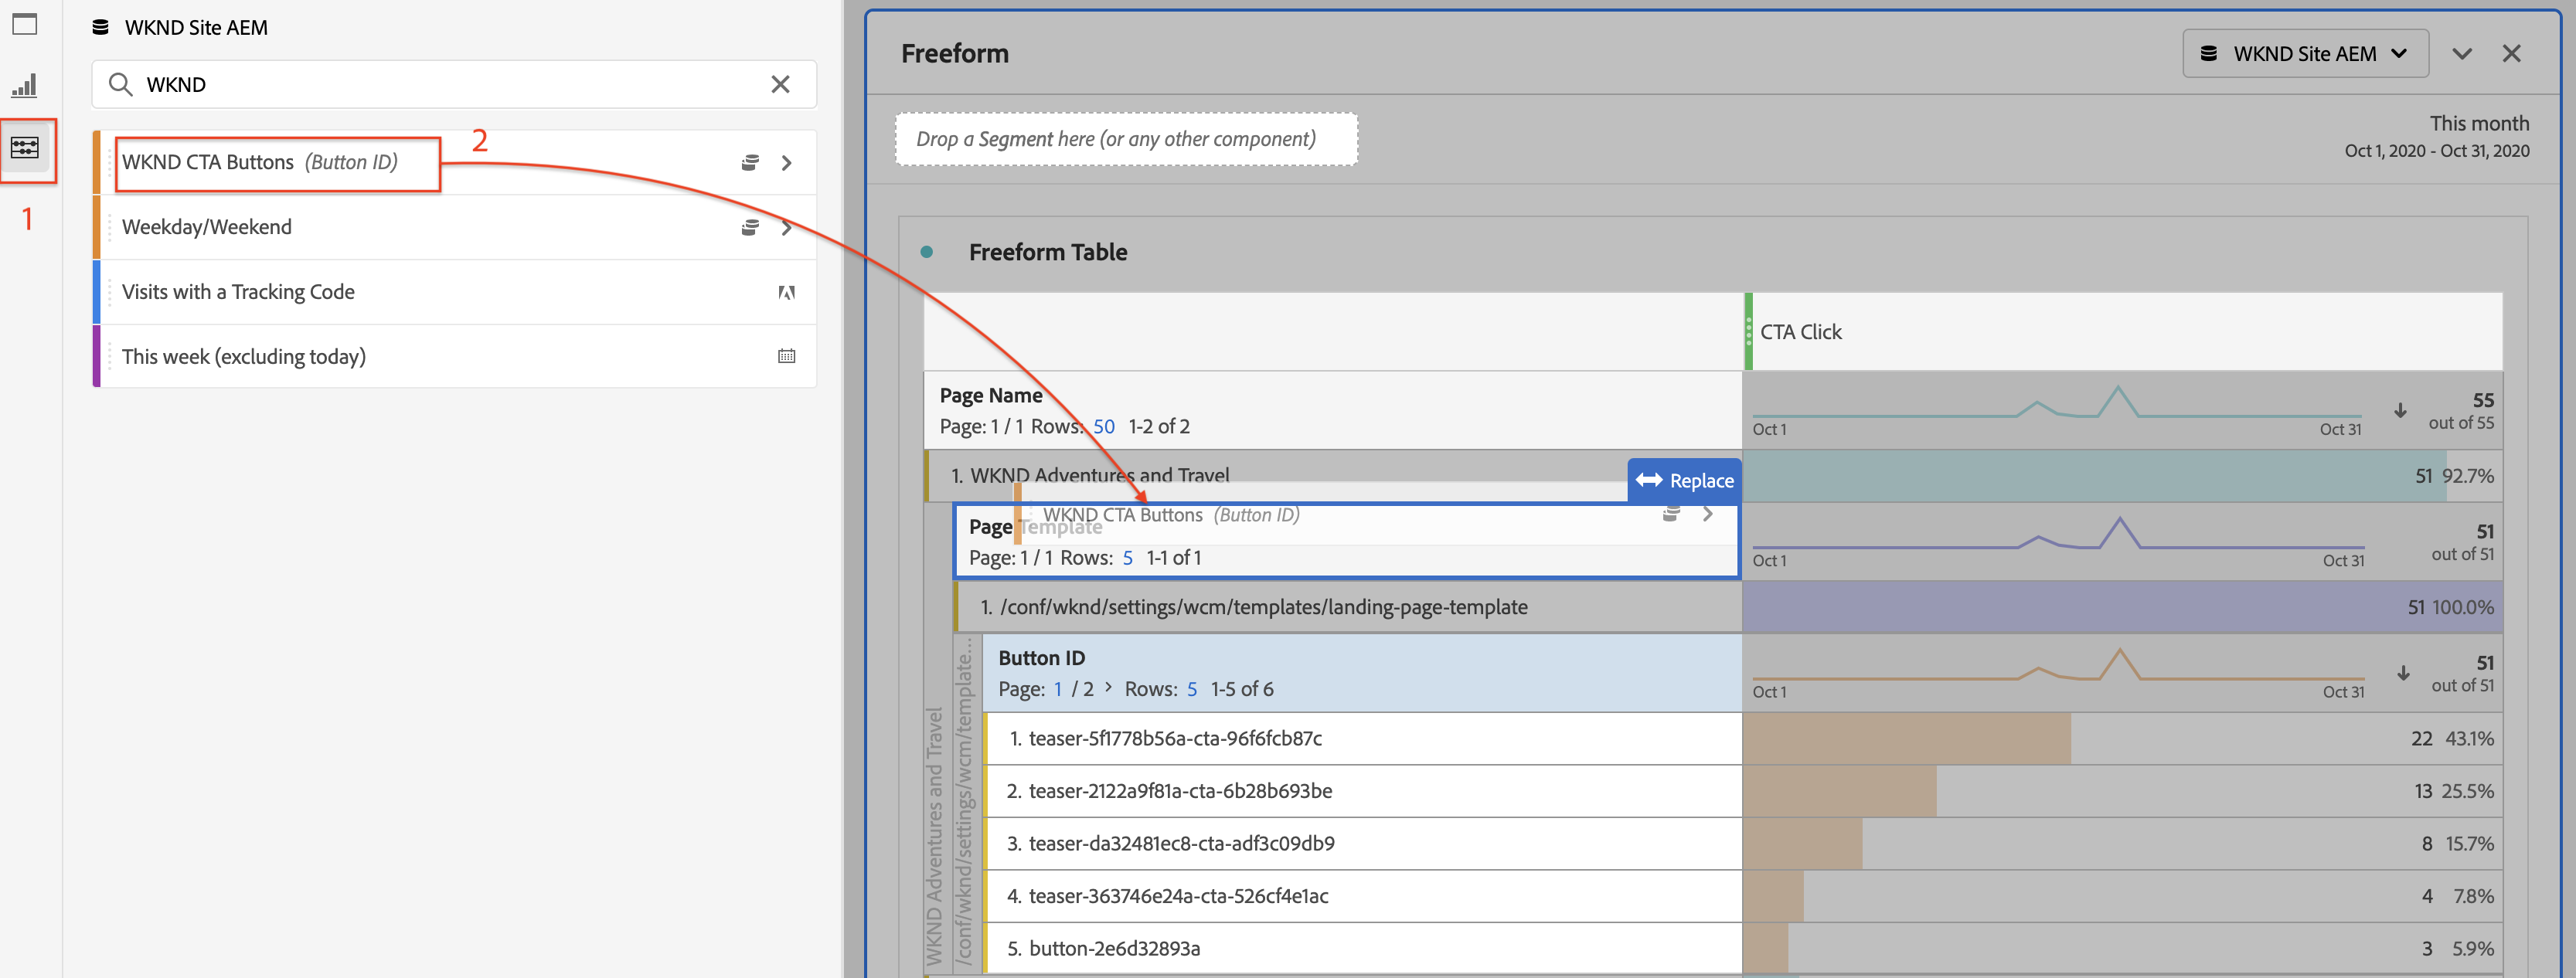 WKND Site AEM
WKND
WKND CTA Buttons (Button ID)
2
Weekday/Weekend
Visits with a Tracking Code
This week (excluding today)
1
Freeform
WKND Site AEM
Drop a Segment here (or any other component)
This month
Oct 1, 2020 - Oct 31, 2020
Freeform Table
CTA Click
Page Name
Page: 1 / 1 Rows: 50 1-2 of 2
Oct 1
Oct 31
55
out of 55
1. WKND Adventures and Travel
Replace
51 92.7%
WKND CTA Buttons (Button ID)
Page Template
Page: 1 / 1 Rows: 5 1-1 of 1
Oct 1
Oct 31
51
out of 51
1. /conf/wknd/settings/wcm/templates/landing-page-template
51 100.0%
WKND Adventures and Travel
/conf/wknd/settings/wcm/template...
Button ID
Page: 1 / 2 > Rows: 5 1-5 of 6
Oct 1
Oct 31
51
out of 51
1. teaser-5f1778b56a-cta-96f6fcb87c
22 43.1%
2. teaser-2122a9f81a-cta-6b28b693be
13 25.5%
3. teaser-da32481ec8-cta-adf3c09db9
8 15.7%
4. teaser-363746e24a-cta-526cf4e1ac
4 7.8%
5. button-2e6d32893a
3 5.9%